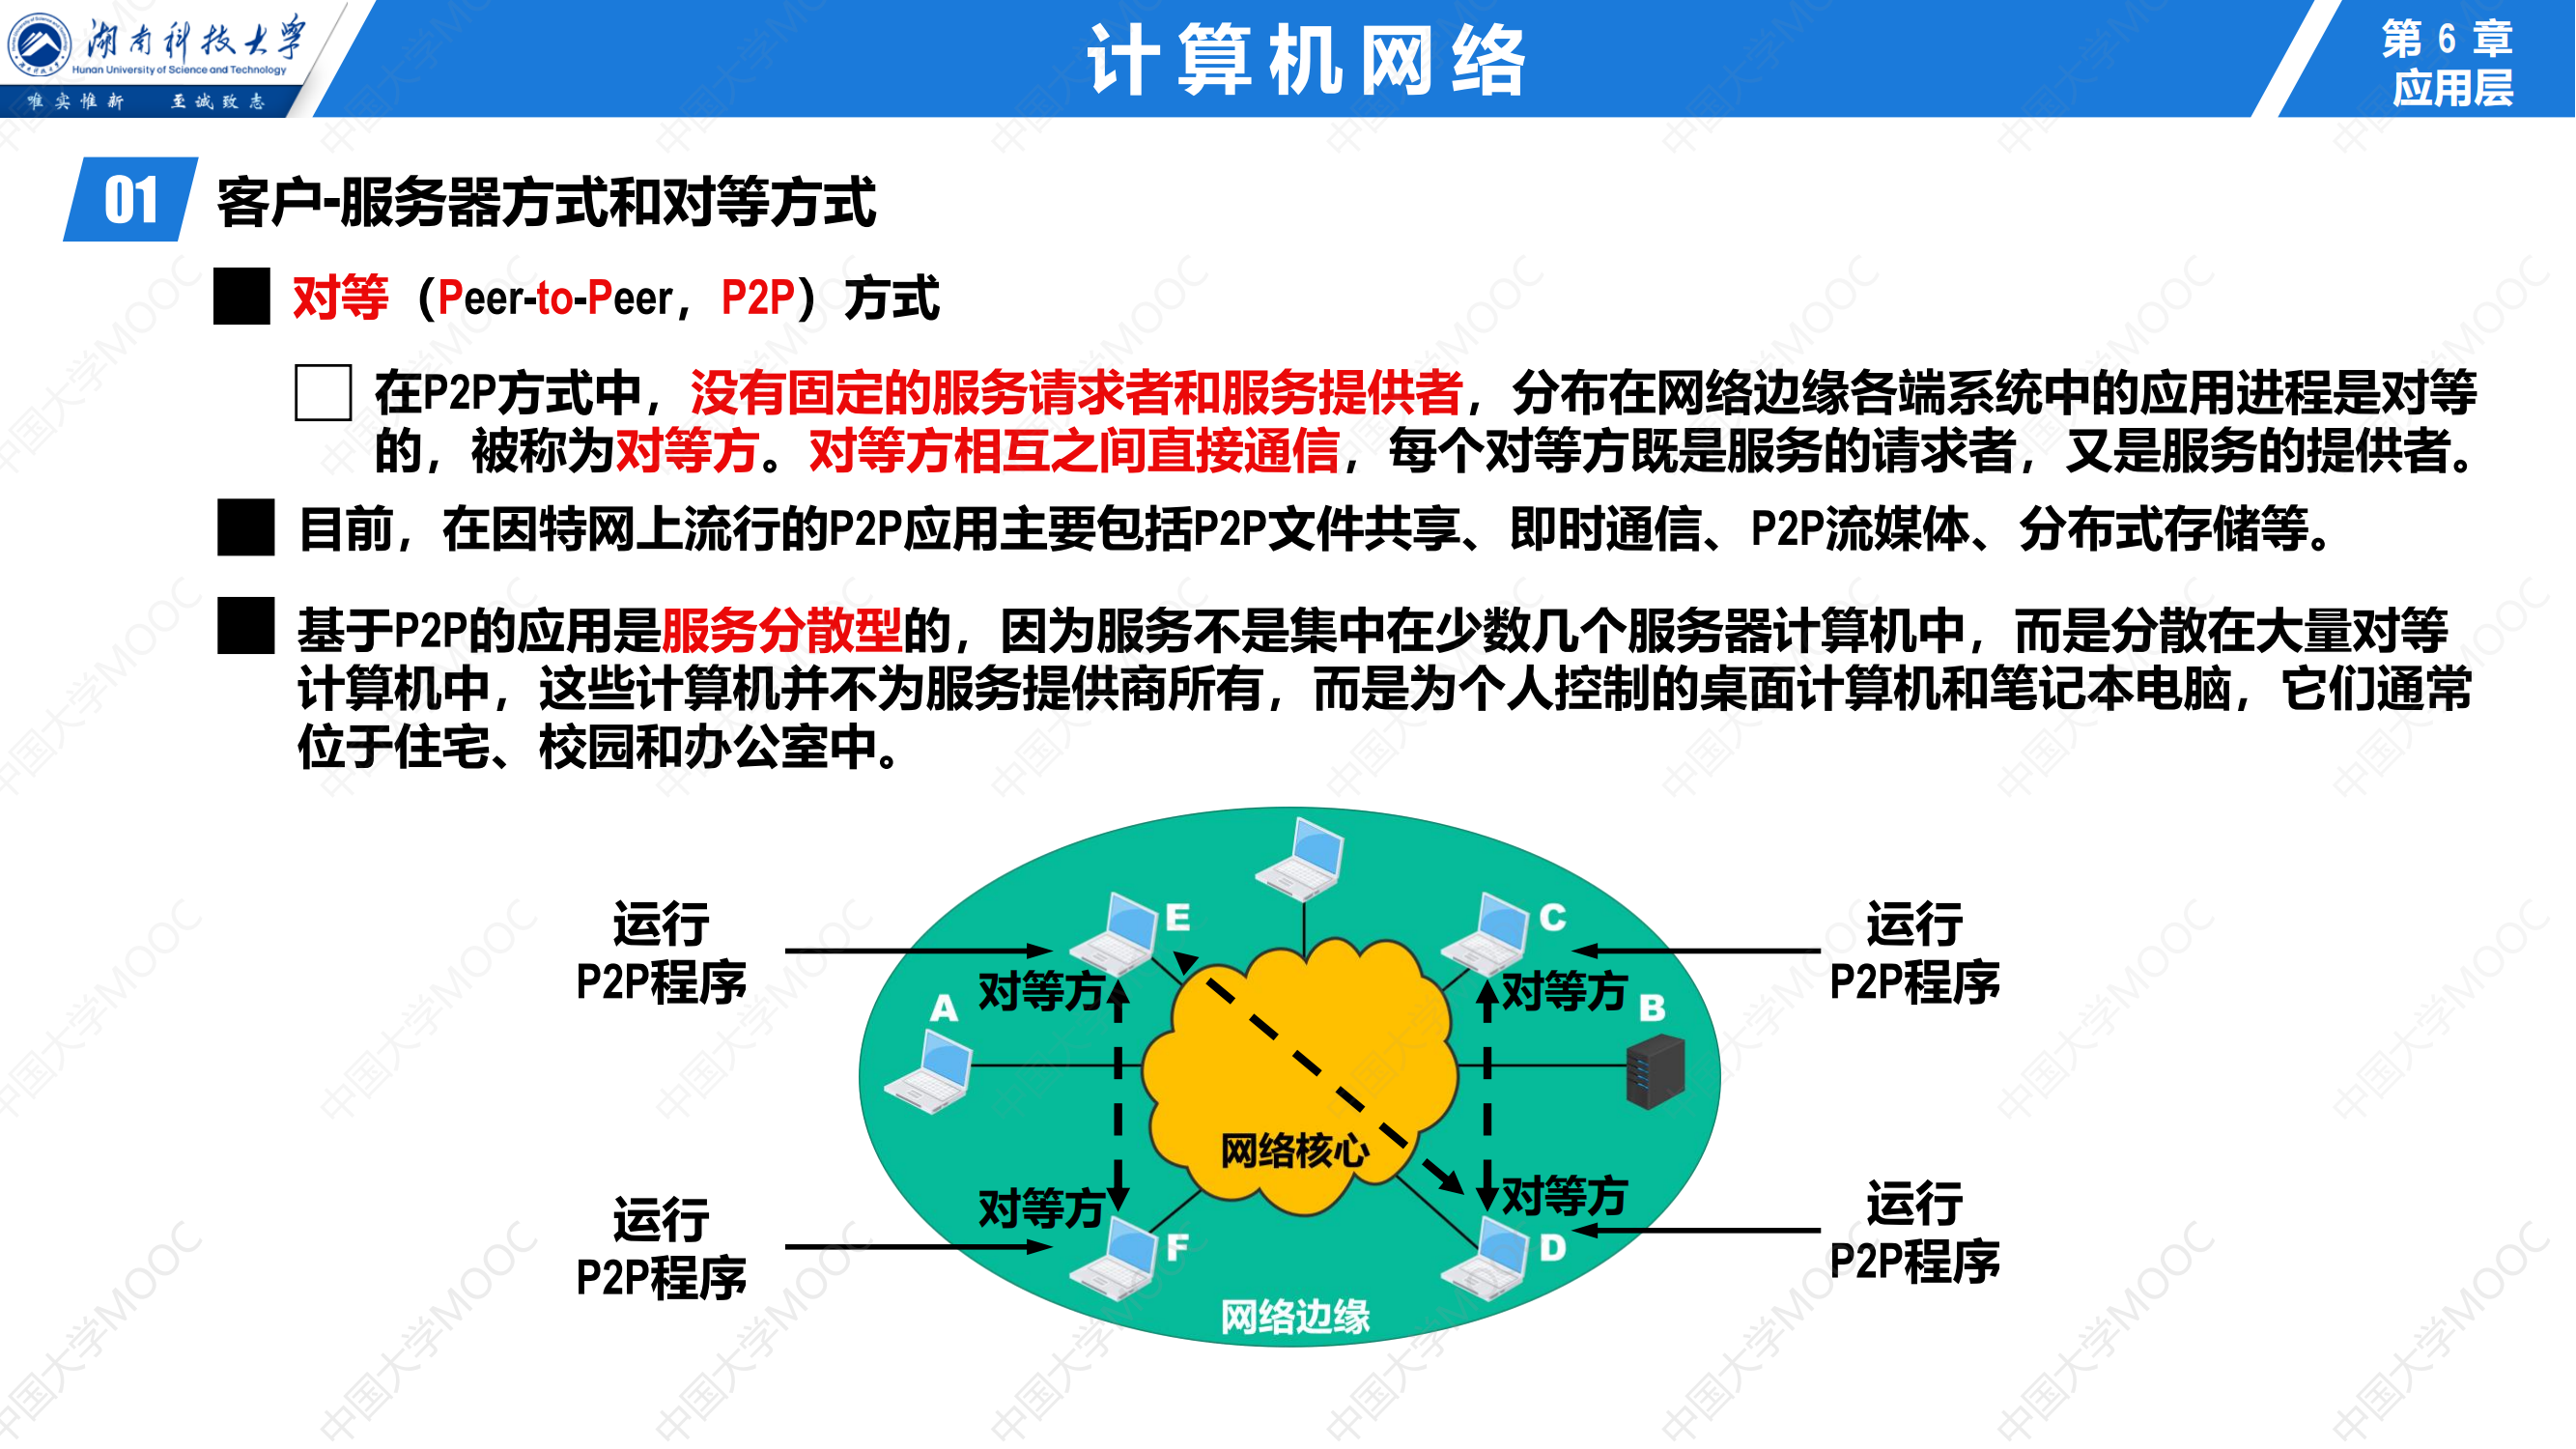 湖南科技大学
Hunan University of Science and Technology
唯实惟新 至诚致志
计算机网络
第 6 章
应用层
01 客户-服务器方式和对等方式
对等（Peer-to-Peer，P2P）方式
在P2P方式中，没有固定的服务请求者和服务提供者，分布在网络边缘各端系统中的应用进程是对等
的，被称为对等方。对等方相互之间直接通信，每个对等方既是服务的请求者，又是服务的提供者。
目前，在因特网上流行的P2P应用主要包括P2P文件共享、即时通信、P2P流媒体、分布式存储等。
基于P2P的应用是服务分散型的，因为服务不是集中在少数几个服务器计算机中，而是分散在大量对等
计算机中，这些计算机并不为服务提供商所有，而是为个人控制的桌面计算机和笔记本电脑，它们通常
位于住宅、校园和办公室中。
运行
P2P程序
E
C
运行
P2P程序
对等方
对等方
A
B
网络核心
运行
P2P程序
对等方
对等方
运行
P2P程序
F
D
网络边缘
中国大学MOOC